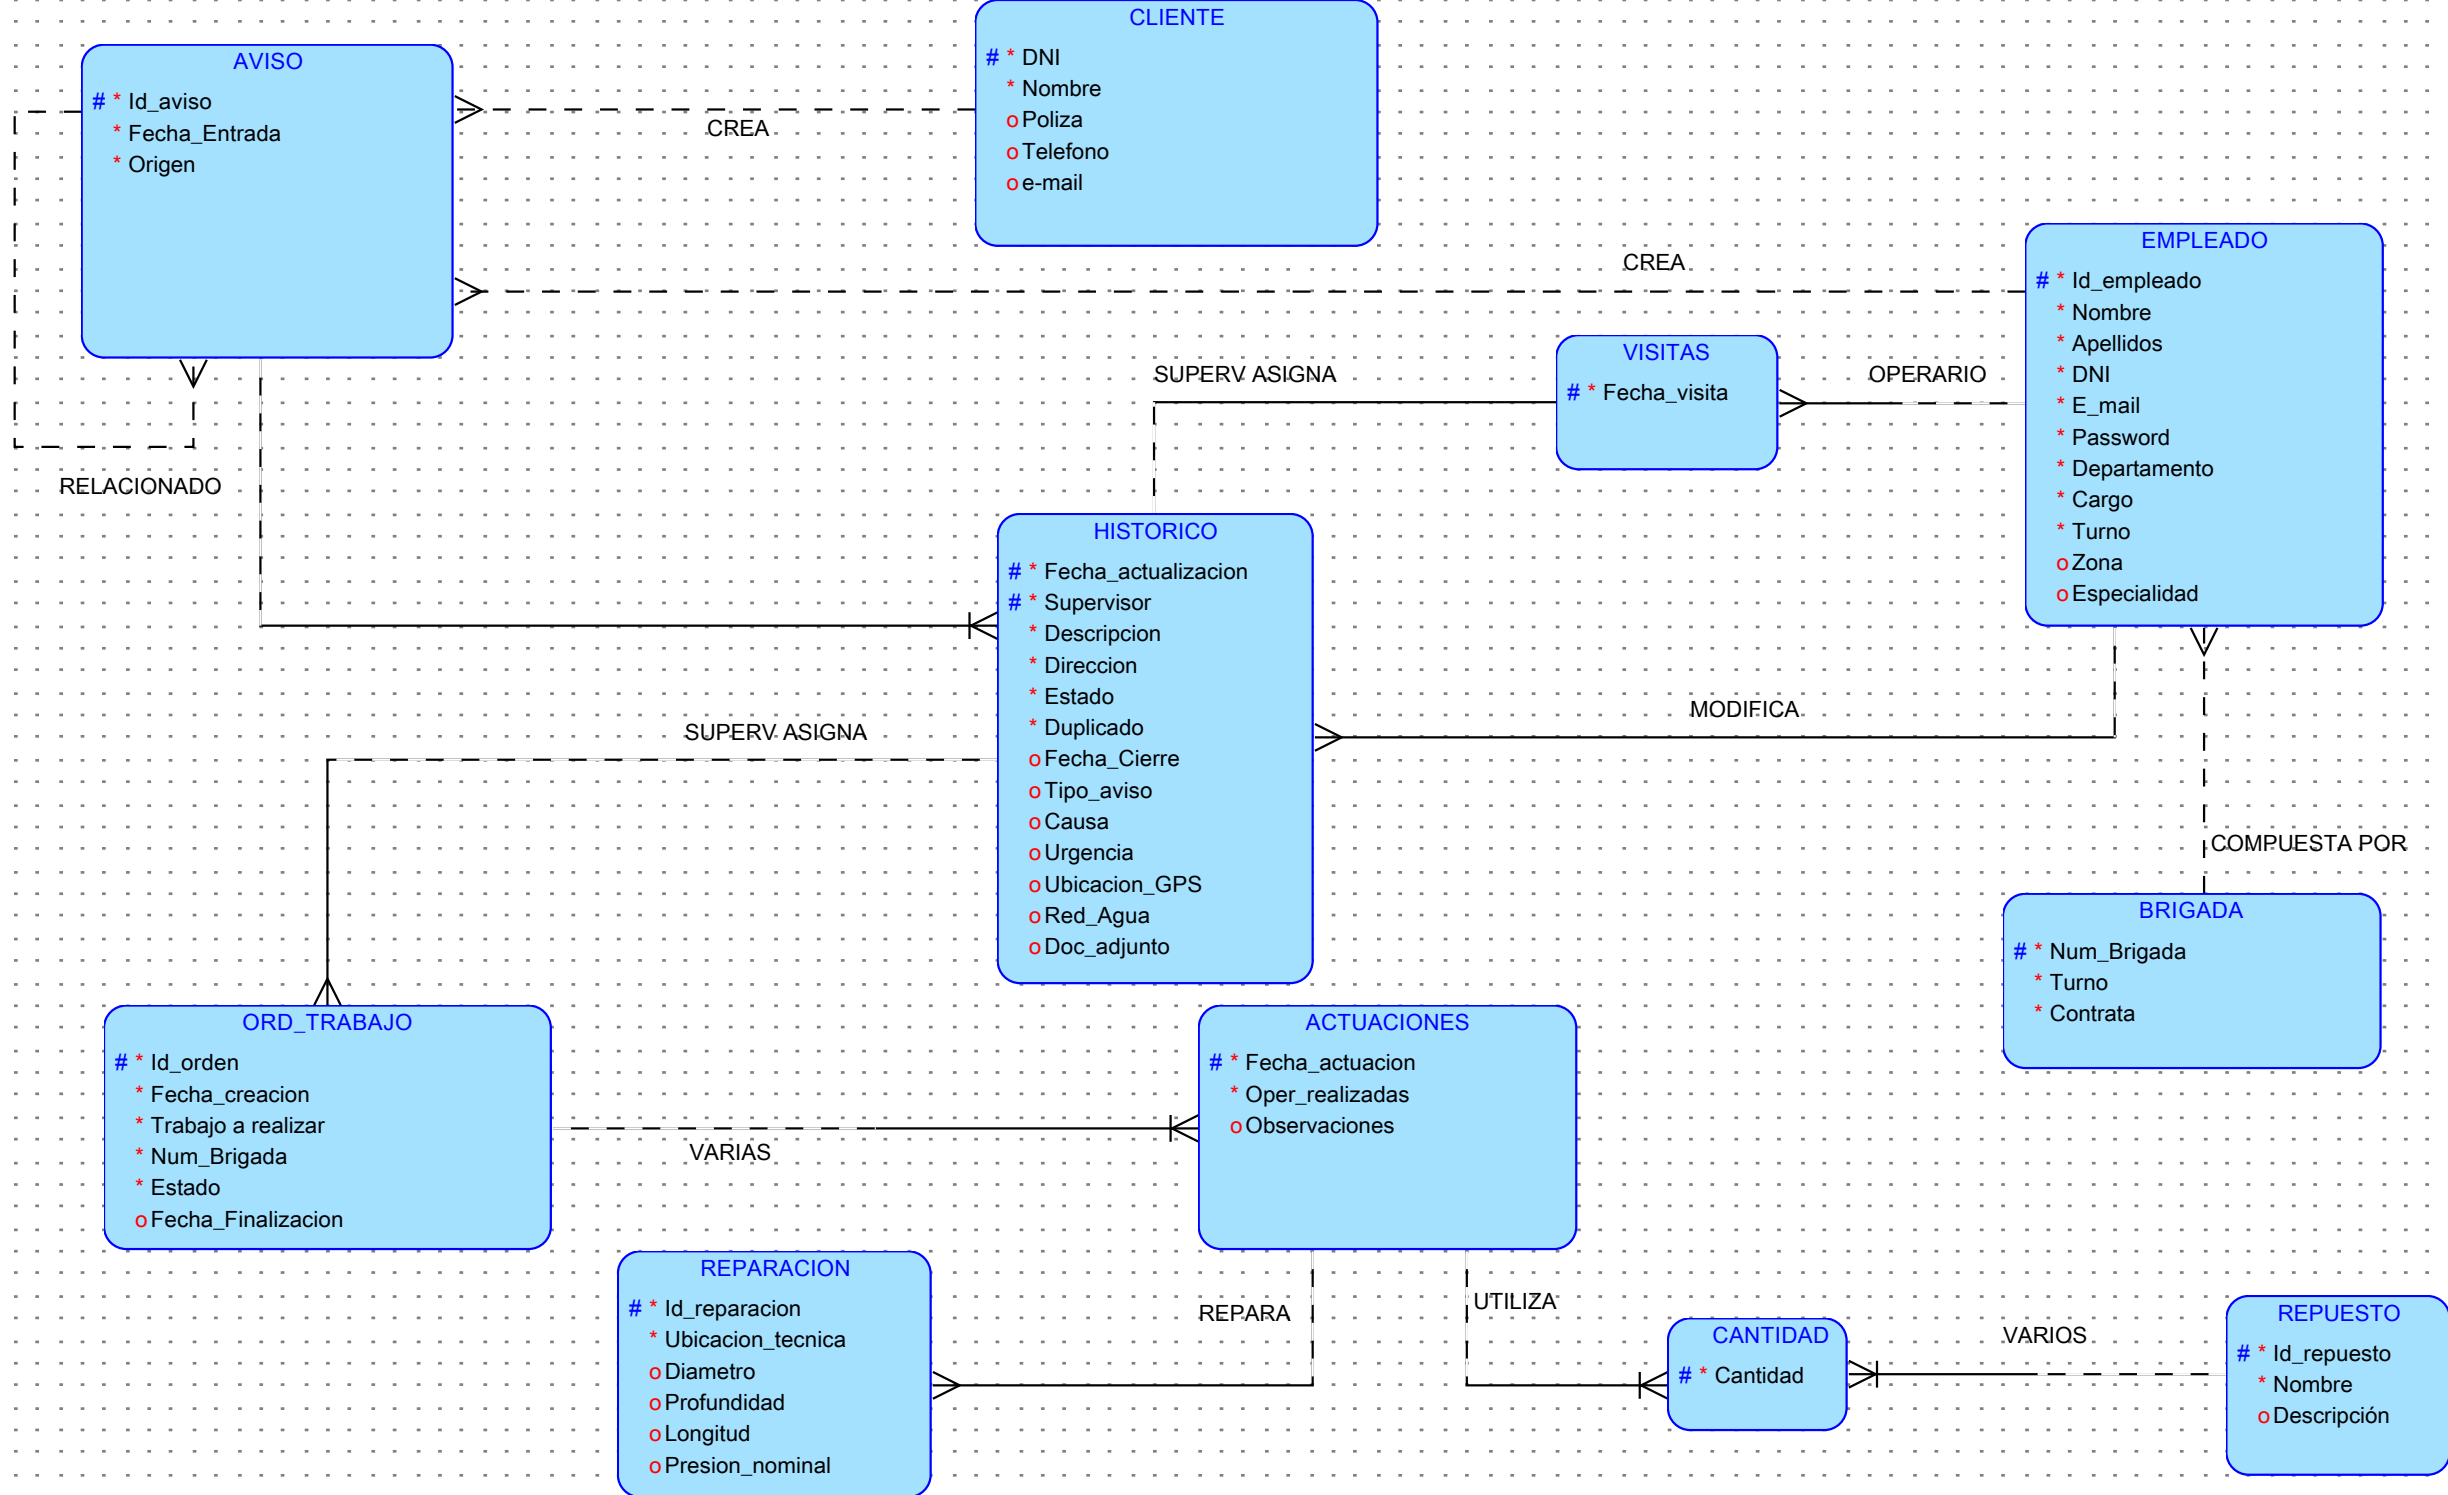 CLIENTE
# * DNI
* Nombre
o Poliza
o Telefono
o e-mail
AVISO
# * Id_aviso
* Fecha_Entrada
* Origen
CREA
EMPLEADO
# * Id_empleado
* Nombre
* Apellidos
* DNI
* E_mail
* Password
* Departamento
* Cargo
* Turno
o Zona
o Especialidad
CREA
VISITAS
# * Fecha_visita
SUPERV ASIGNA
OPERARIO
RELACIONADO
HISTORICO
# * Fecha_actualizacion
# * Supervisor
* Descripcion
* Direccion
* Estado
* Duplicado
o Fecha_Cierre
o Tipo_aviso
o Causa
o Urgencia
o Ubicacion_GPS
o Red_Agua
o Doc_adjunto
MODIFICA
SUPERV ASIGNA
COMPUESTA POR
BRIGADA
# * Num_Brigada
* Turno
* Contrata
ORD_TRABAJO
# * Id_orden
* Fecha_creacion
* Trabajo a realizar
* Num_Brigada
* Estado
o Fecha_Finalizacion
VARIAS
ACTUACIONES
# * Fecha_actuacion
* Oper_realizadas
o Observaciones
REPARACION
# * Id_reparacion
* Ubicacion_tecnica
o Diametro
o Profundidad
o Longitud
o Presion_nominal
REPARA
UTILIZA
CANTIDAD
# * Cantidad
VARIOS
REPUESTO
# * Id_repuesto
* Nombre
o Descripción